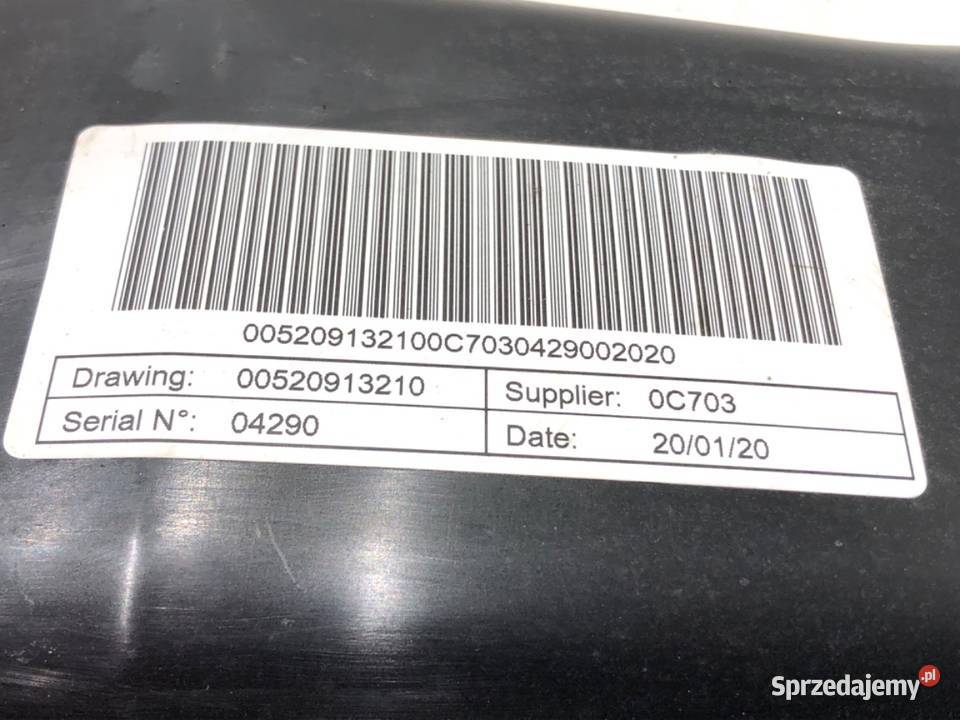 005209132100C7030429002020
Drawing: 00520913210 Supplier: 0C703
Serial N°: 04290 Date: 20/01/20
Sprzedajemy.pl